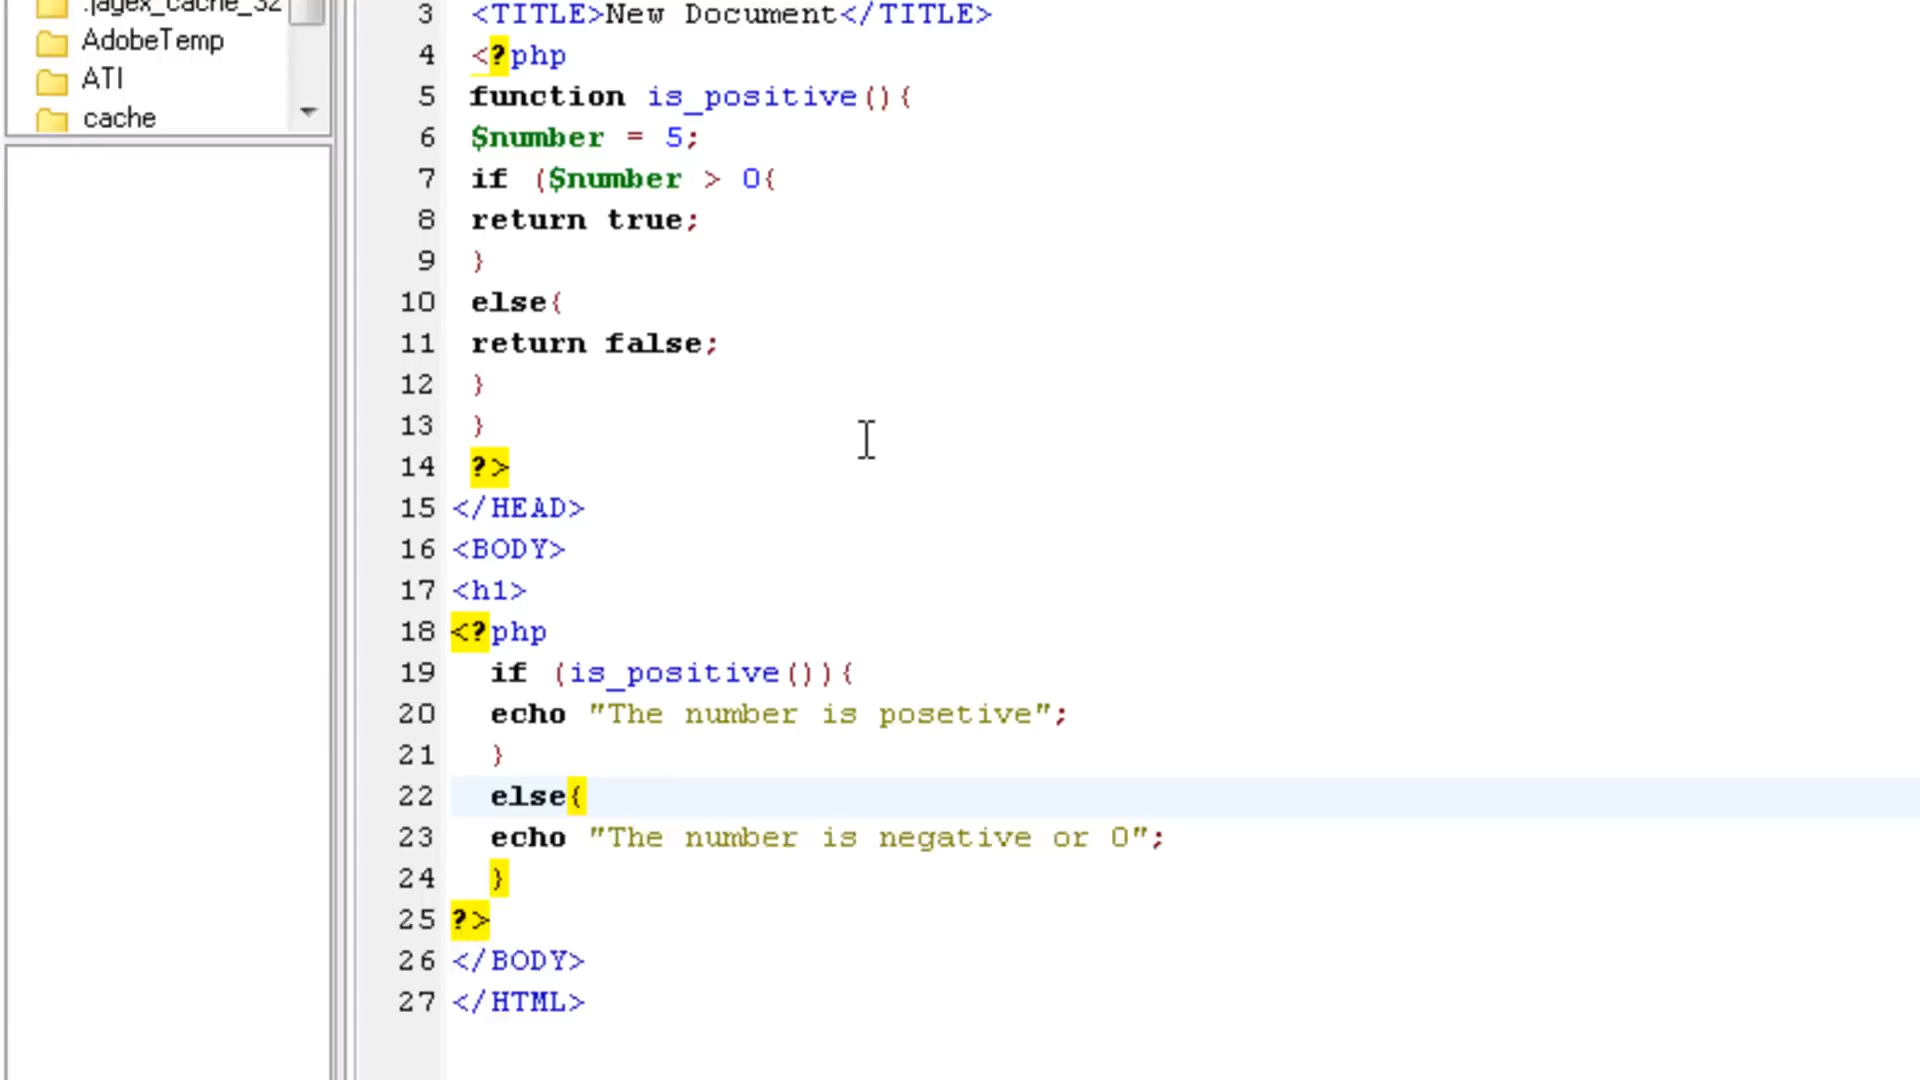 .jagex_cache_32
AdobeTemp
ATI
cache
3 <TITLE>New Document</TITLE>
4 <?php
5 function is_positive(){
6 $number = 5;
7 if ($number > 0{
8 return true;
9 }
10 else{
11 return false;
12 }
13 }
14 ?>
15 </HEAD>
16 <BODY>
17 <h1>
18 <?php
19 if (is_positive()){
20 echo "The number is posetive";
21 }
22 else{
23 echo "The number is negative or 0";
24 }
25 ?>
26 </BODY>
27 </HTML>